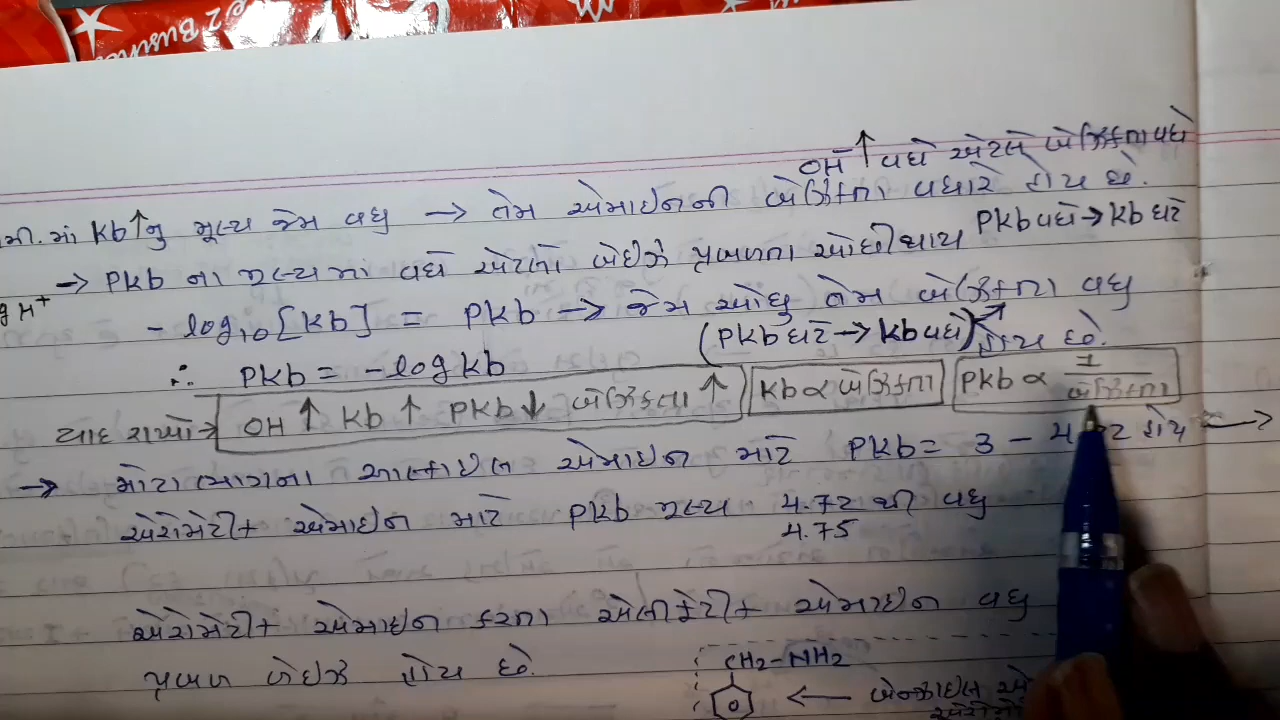 Busine
OH⁻ ↑ વધે એટલે બેઝિકતા વધે
મી. માં Kb↑ નુ મૂલ્ય જેમ વધુ → તેમ એમાઇનની બેઝિકતા વધારે હોય છે.
→ PKb ના મૂલ્યમાં વધે એટલો બેઇઝે પ્રબળતા ઓછી થાય PKb વધે → Kb ઘટે
g H⁺
- log₁₀ [Kb] = PKb → જેમ ઓછુ તેમ બેઝિકતા વધુ હોય છે.
(PKb ઘટે → Kb વધે)
∴ PKb = -log Kb
યાદ રાખો → OH ↑ Kb ↑ PKb ↓ બેઝિકતા ↑ Kb ∝ બેઝિકતા PKb ∝ 1/બેઝિકતા
→ મોટા ભાગના આલ્કાઇલ એમાઇન માટે PKb = 3 - 4. 2 હોય →
એરોમેટીક એમાઇન માટે PKb મૂલ્ય 4.72 થી વધુ
4.75
એરોમેટીક એમાઇન કરતા એલીફેટીક એમાઇન વધુ
પ્રબળ બેઇઝ હોય છે.
CH2-NH2
← બેન્ઝાઇલ